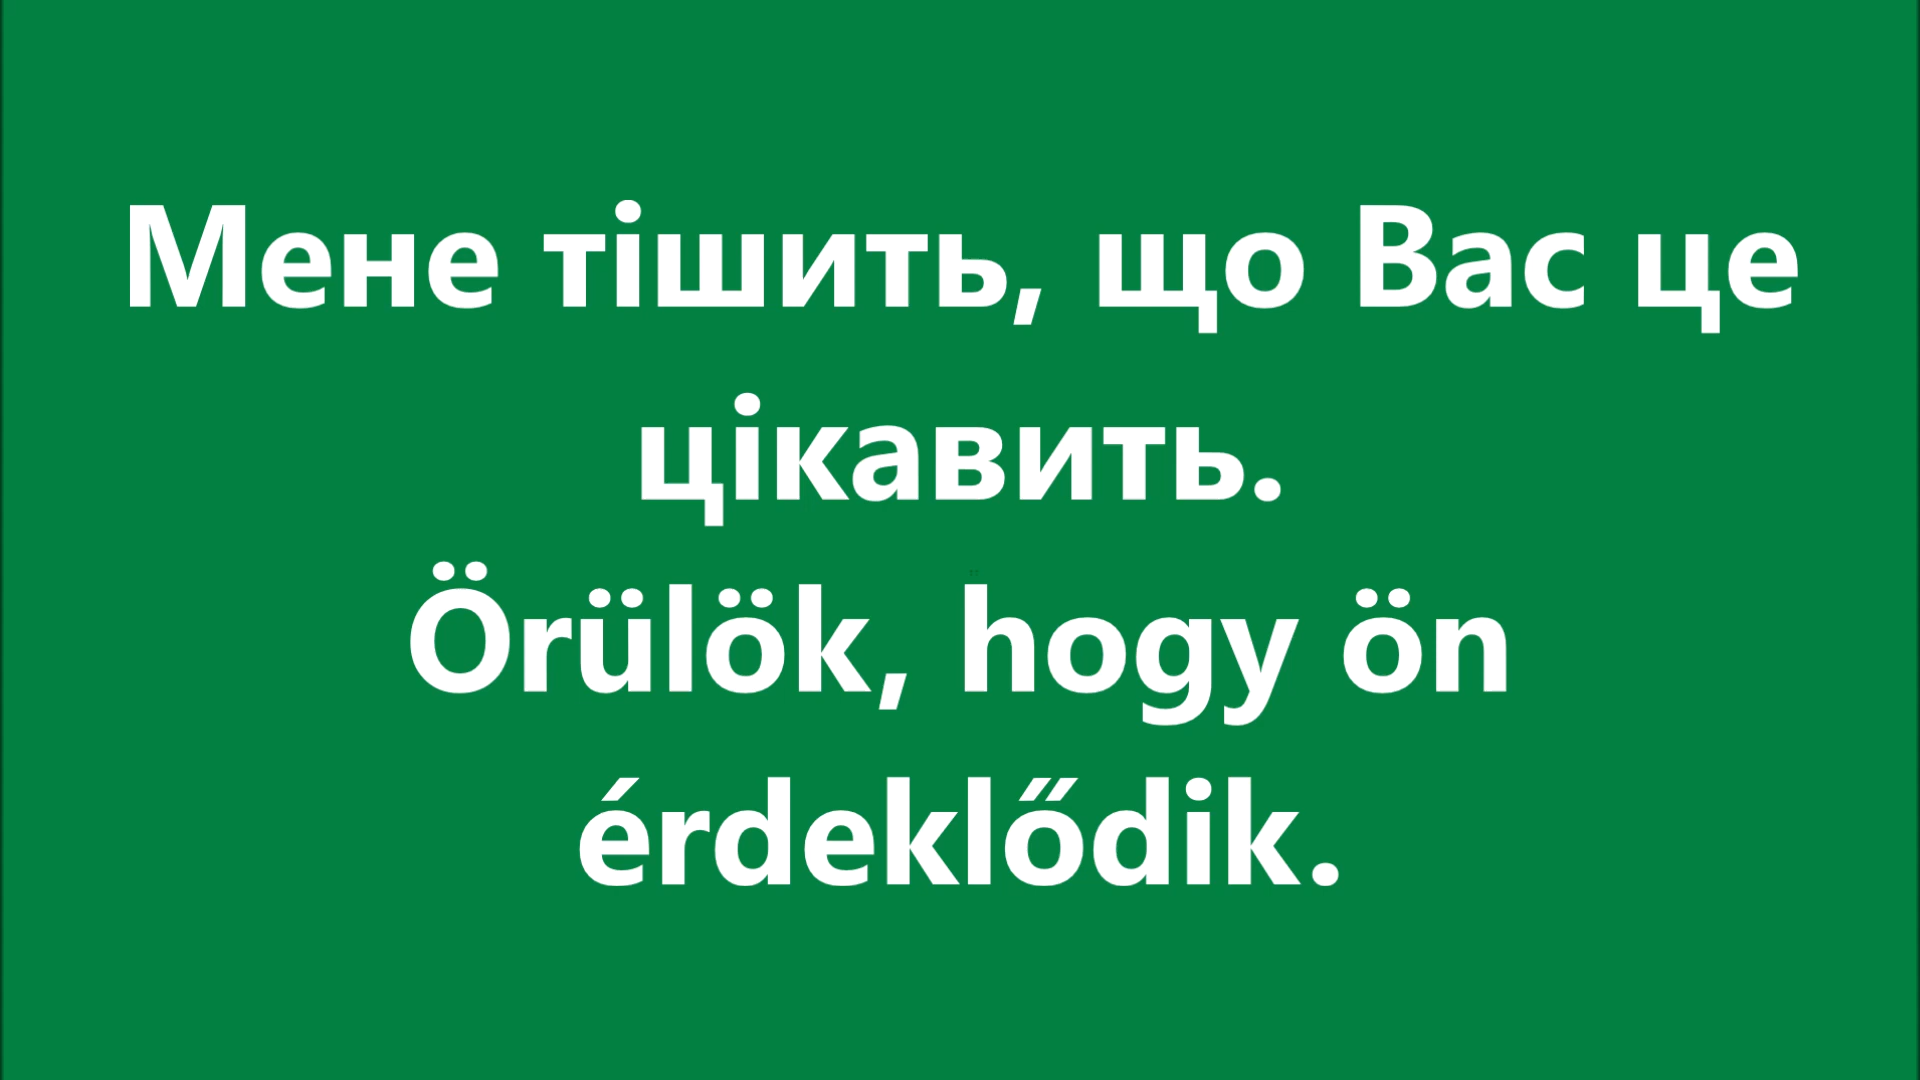 Мене тішить, що Вас це
цікавить.
Örülök, hogy ön
érdeklődik.